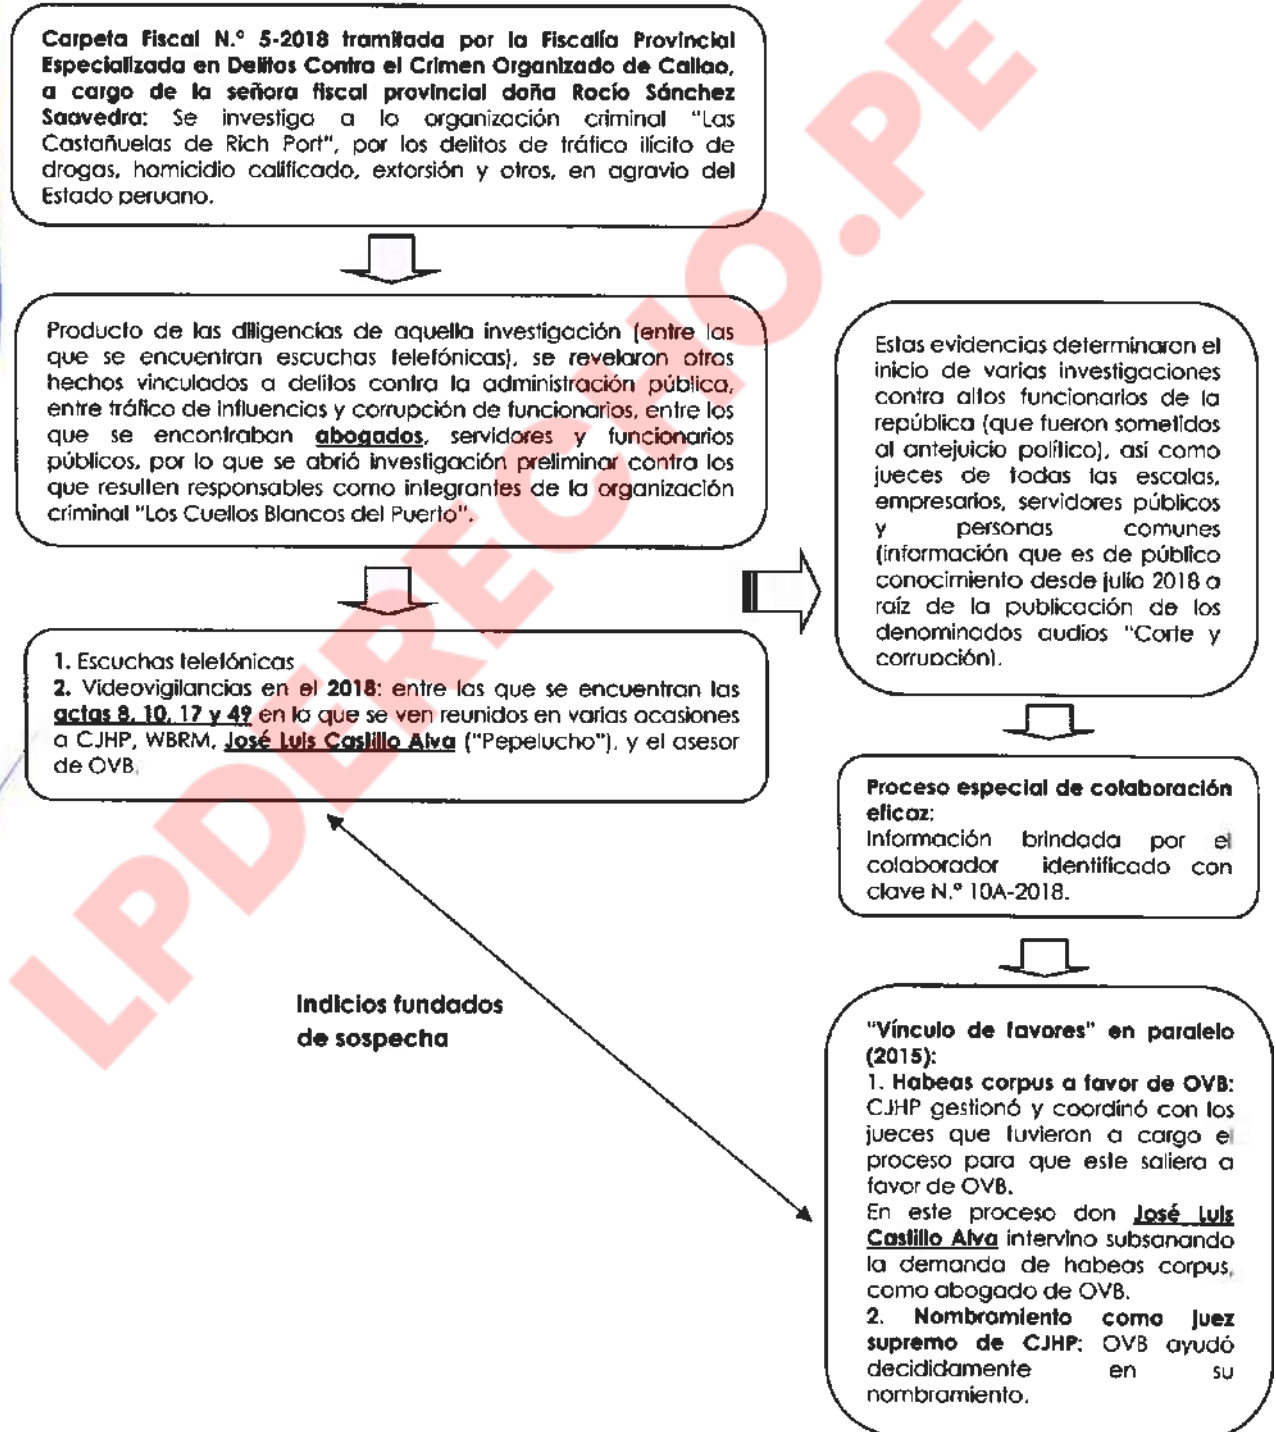 Carpeta Fiscal N.º 5-2018 tramitada por la Fiscalía Provincial
Especializada en Delitos Contra el Crimen Organizado de Callao,
a cargo de la señora fiscal provincial doña Rocío Sánchez
Saavedra: Se investiga a la organización criminal "Las
Castañuelas de Rich Port", por los delitos de tráfico ilícito de
drogas, homicidio calificado, extorsión y otros, en agravio del
Estado peruano.
Producto de las diligencias de aquella investigación (entre las
que se encuentran escuchas telefónicas), se revelaron otros
hechos vinculados a delitos contra la administración pública,
entre tráfico de influencias y corrupción de funcionarios, entre los
que se encontraban abogados, servidores y funcionarios
públicos, por lo que se abrió investigación preliminar contra los
que resulten responsables como integrantes de la organización
criminal "Los Cuellos Blancos del Puerto".
Estas evidencias determinaron el
inicio de varias investigaciones
contra altos funcionarios de la
república (que fueron sometidos
al antejuicio político), así como
jueces de todas las escalas,
empresarios, servidores públicos
y personas comunes
(información que es de público
conocimiento desde julio 2018 a
raíz de la publicación de los
denominados audios "Corte y
corrupción).
1. Escuchas telefónicas
2. Videovigilancias en el 2018: entre las que se encuentran las
actas 8, 10, 17 y 49 en la que se ven reunidos en varias ocasiones
a CJHP, WBRM, José Luis Castillo Alva ("Pepelucho"), y el asesor
de OVB.
Proceso especial de colaboración
eficaz:
Información brindada por el
colaborador identificado con
clave N.º 10A-2018.
Indicios fundados
de sospecha
"Vínculo de favores" en paralelo
(2015):
1. Habeas corpus a favor de OVB:
CJHP gestionó y coordinó con los
jueces que tuvieron a cargo el
proceso para que este saliera a
favor de OVB.
En este proceso don José Luis
Castillo Alva intervino subsanando
la demanda de habeas corpus,
como abogado de OVB.
2. Nombramiento como juez
supremo de CJHP: OVB ayudó
decididamente en su
nombramiento.
LPDERECHO.PE